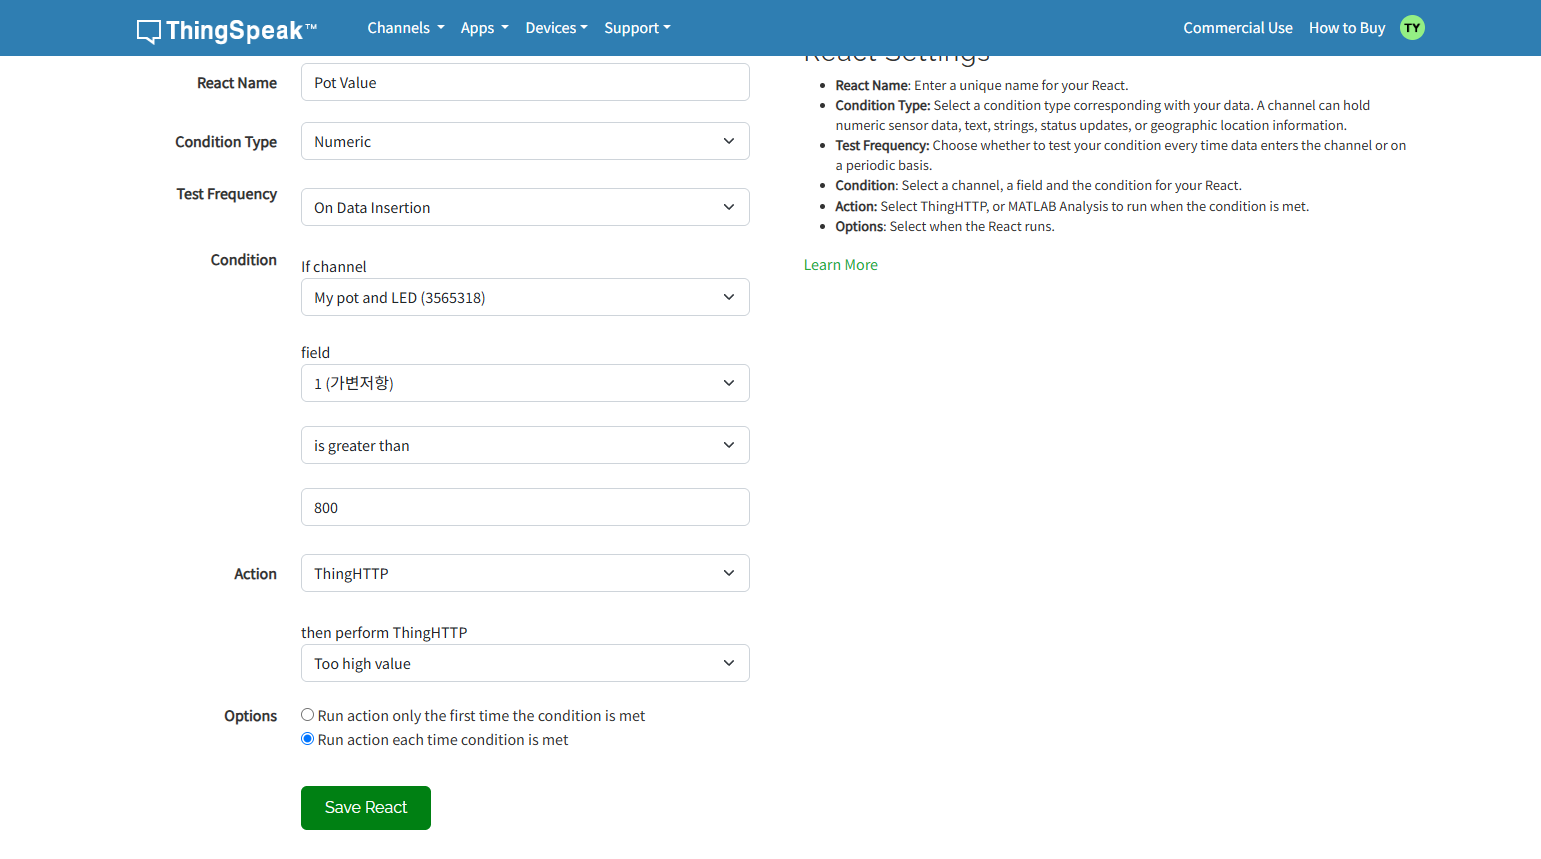 ThingSpeak™ Channels Apps Devices Support Commercial Use How to Buy TY
React Settings
React Name Pot Value
Condition Type Numeric
Test Frequency On Data Insertion
Condition If channel
My pot and LED (3565318)
field
1 (가변저항)
is greater than
800
Action ThingHTTP
then perform ThingHTTP
Too high value
Options Run action only the first time the condition is met
Run action each time condition is met
Save React
React Name: Enter a unique name for your React.
Condition Type: Select a condition type corresponding with your data. A channel can hold
numeric sensor data, text, strings, status updates, or geographic location information.
Test Frequency: Choose whether to test your condition every time data enters the channel or on
a periodic basis.
Condition: Select a channel, a field and the condition for your React.
Action: Select ThingHTTP, or MATLAB Analysis to run when the condition is met.
Options: Select when the React runs.
Learn More